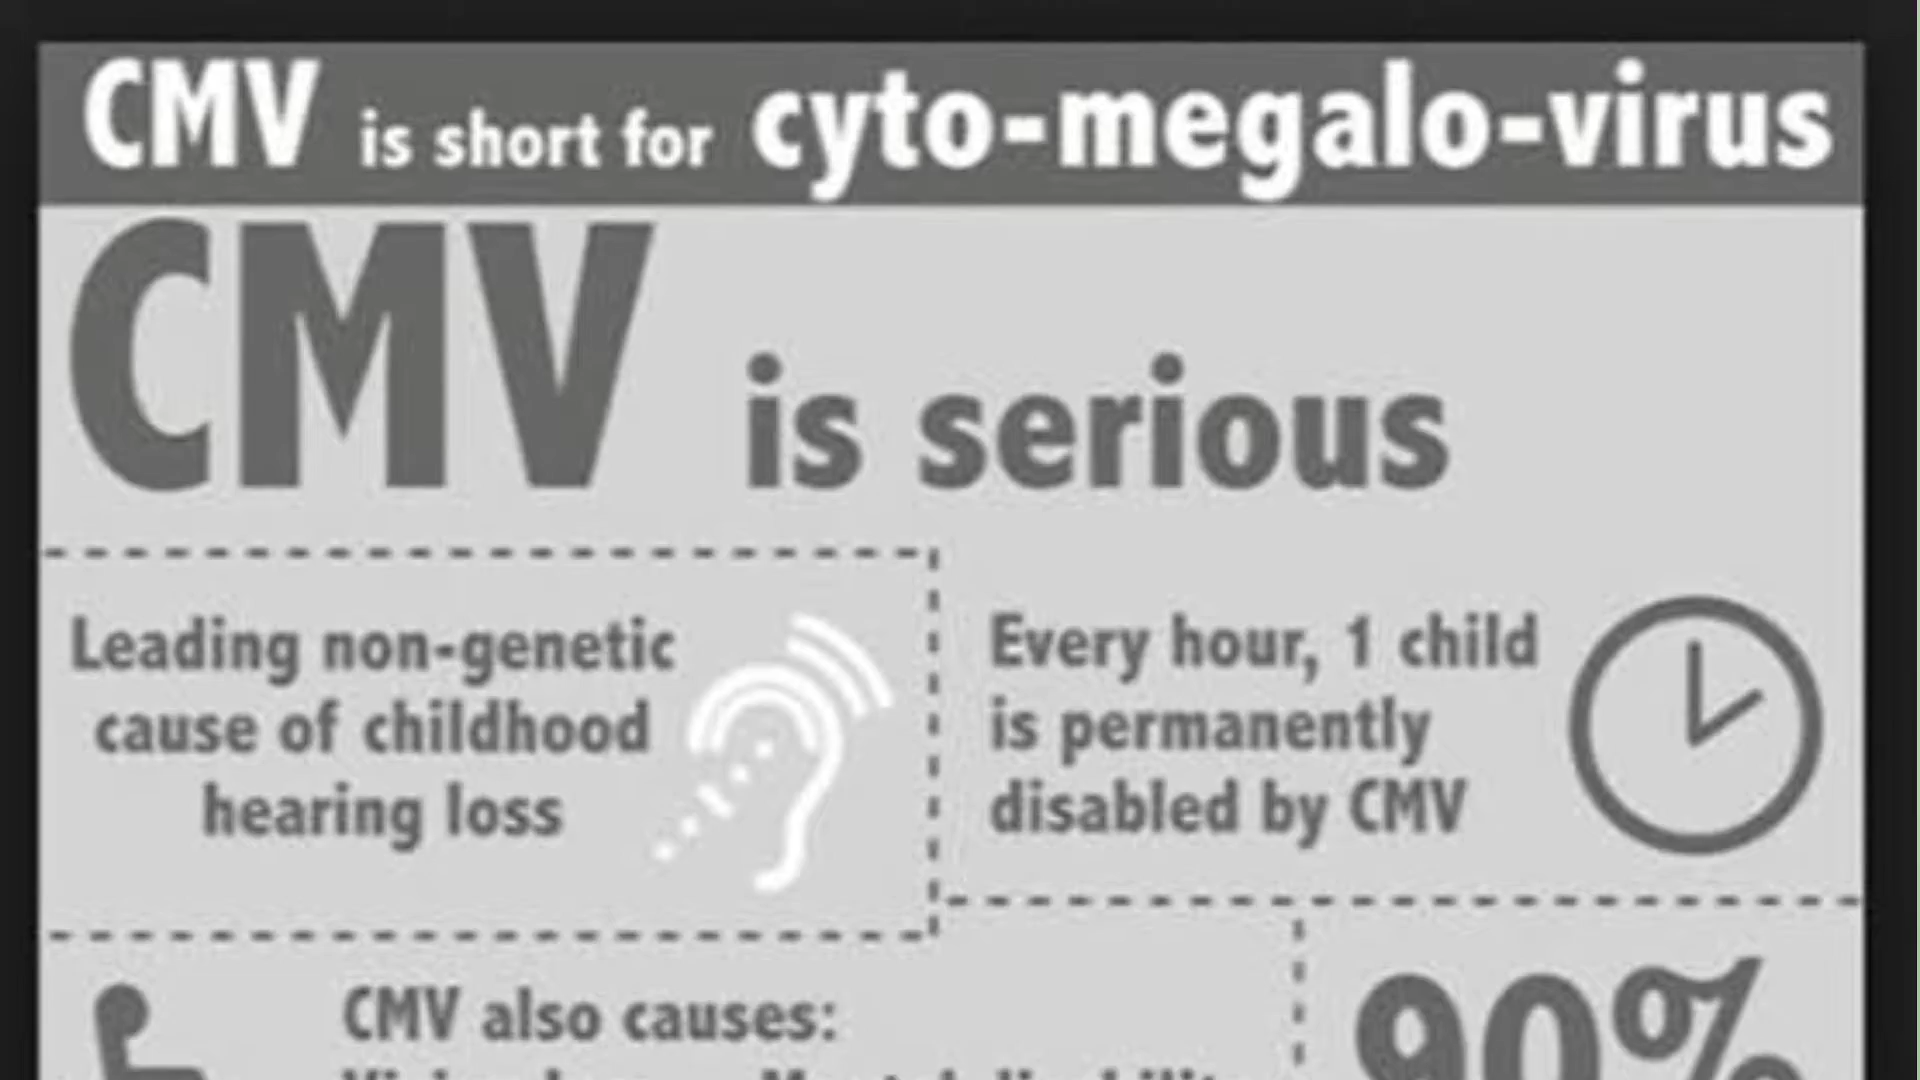 CMV is short for cyto-megalo-virus
CMV is serious
Leading non-genetic
cause of childhood
hearing loss
Every hour, 1 child
is permanently
disabled by CMV
CMV also causes:
90%